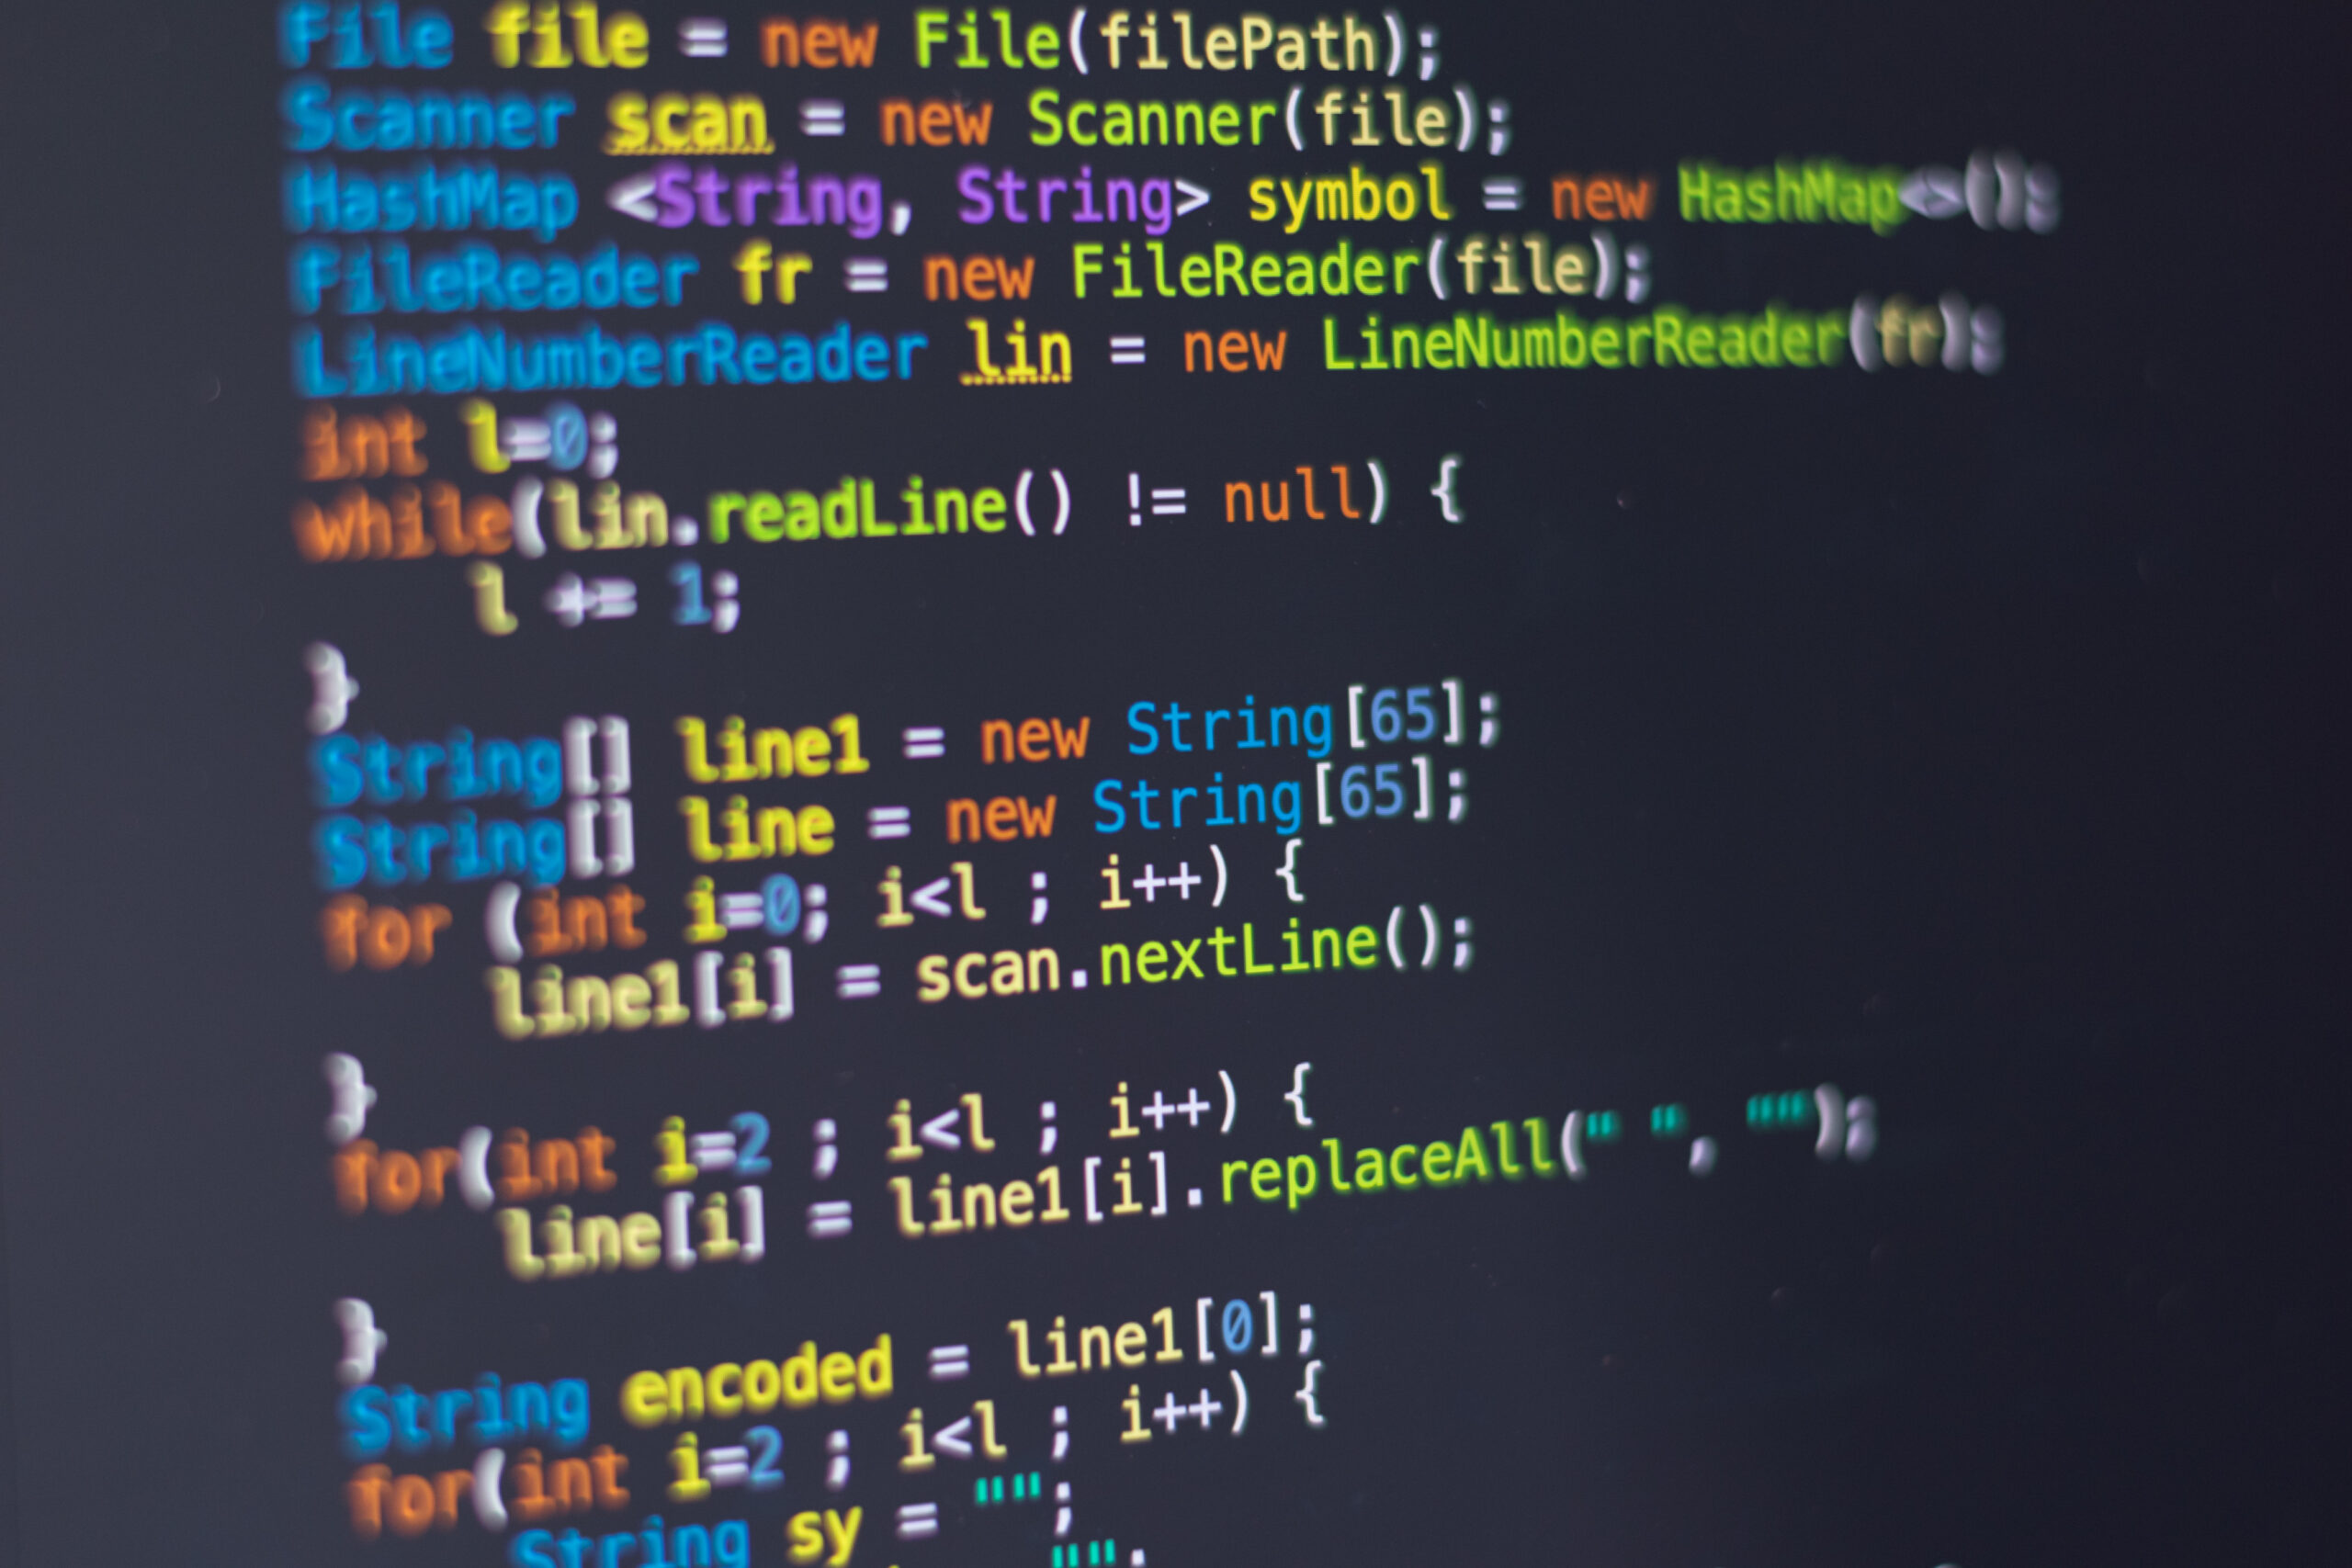 File file = new File(filePath);
Scanner scan = new Scanner(file);
HashMap <String, String> symbol = new HashMap<>();
FileReader fr = new FileReader(file);
LineNumberReader lin = new LineNumberReader(fr);
int l=0;
while(lin.readLine() != null) {
l += 1;
}
String[] line1 = new String[65];
String[] line = new String[65];
for (int i=0; i<l ; i++) {
line1[i] = scan.nextLine();
}
for(int i=2 ; i<l ; i++) {
line[i] = line1[i].replaceAll(" ", "");
}
String encoded = line1[0];
for(int i=2 ; i<l ; i++) {
String sy = "";
"";